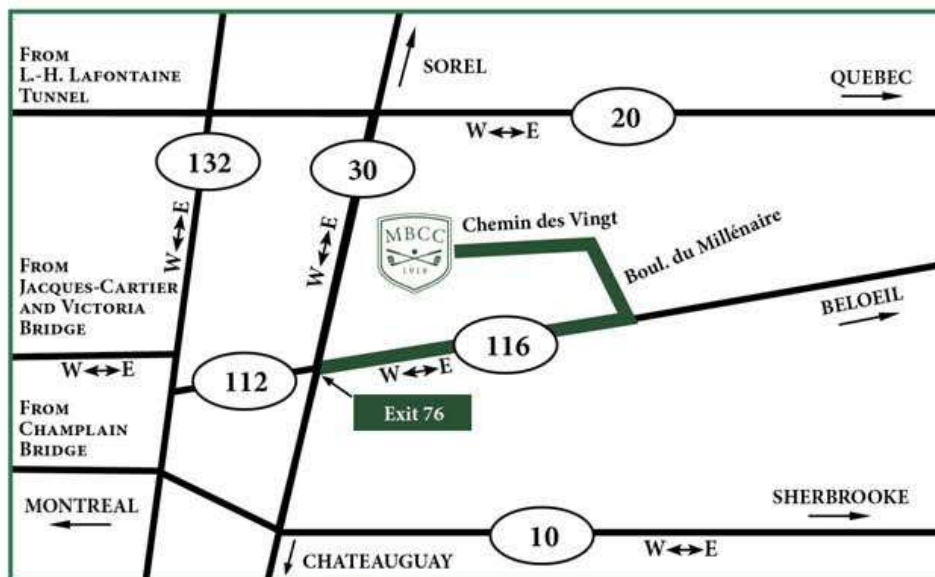 From
L.-H. Lafontaine
Tunnel
SOREL
QUEBEC
20
W E
132
30
W E
W E
MBCC
1918
Chemin des Vingt
Boul. du Millénaire
From
Jacques-Cartier
and Victoria
Bridge
BELOEIL
W E
116
112
W E
Exit 76
From
Champlain
Bridge
MONTREAL
SHERBROOKE
10
W E
CHATEAUGUAY